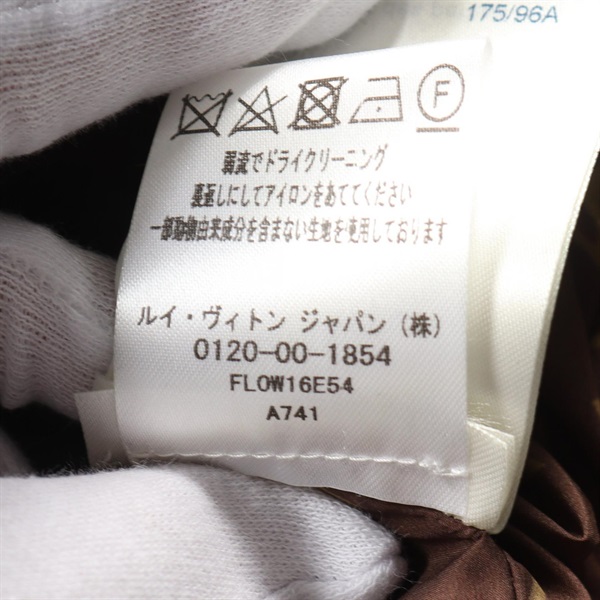 175/96A
F
弱流でドライクリーニング
裏返しにしてアイロンをあててください
一部動物由来成分を含まない生地を使用しております
ルイ・ヴィトン ジャパン (株)
0120-00-1854
FLOW16E54
A741